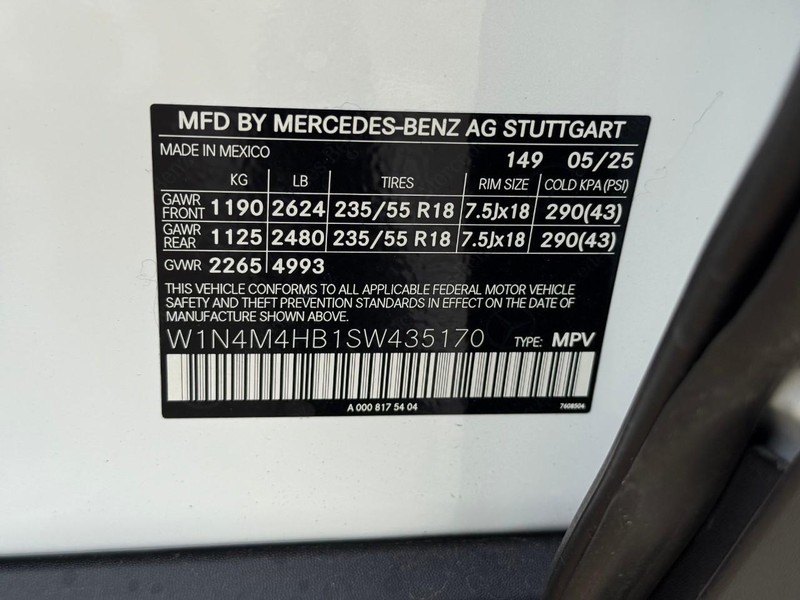 MFD BY MERCEDES-BENZ AG STUTTGART
MADE IN MEXICO 149 05/25
KG LB TIRES RIM SIZE COLD KPA(PSI)
GAWR FRONT 1190 2624 235/55 R18 7.5Jx18 290(43)
GAWR REAR 1125 2480 235/55 R18 7.5Jx18 290(43)
GVWR 2265 4993
THIS VEHICLE CONFORMS TO ALL APPLICABLE FEDERAL MOTOR VEHICLE
SAFETY AND THEFT PREVENTION STANDARDS IN EFFECT ON THE DATE OF
MANUFACTURE SHOWN ABOVE.
W1N4M4HB1SW435170 TYPE: MPV
A 000 817 54 04 7608504